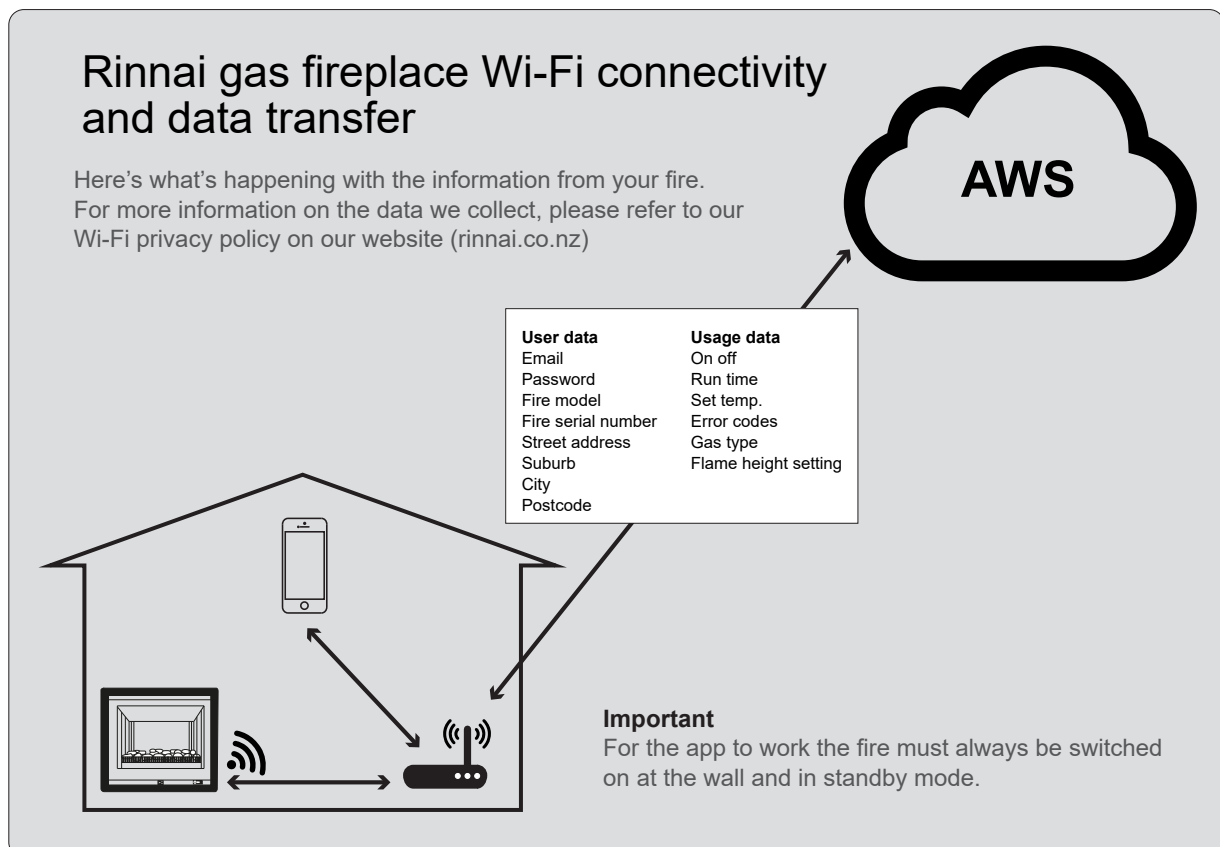 Rinnai gas fireplace Wi-Fi connectivity
and data transfer
Here's what's happening with the information from your fire.
For more information on the data we collect, please refer to our
Wi-Fi privacy policy on our website (rinnai.co.nz)
AWS
User data
Email
Password
Fire model
Fire serial number
Street address
Suburb
City
Postcode
Usage data
On off
Run time
Set temp.
Error codes
Gas type
Flame height setting
Important
For the app to work the fire must always be switched
on at the wall and in standby mode.